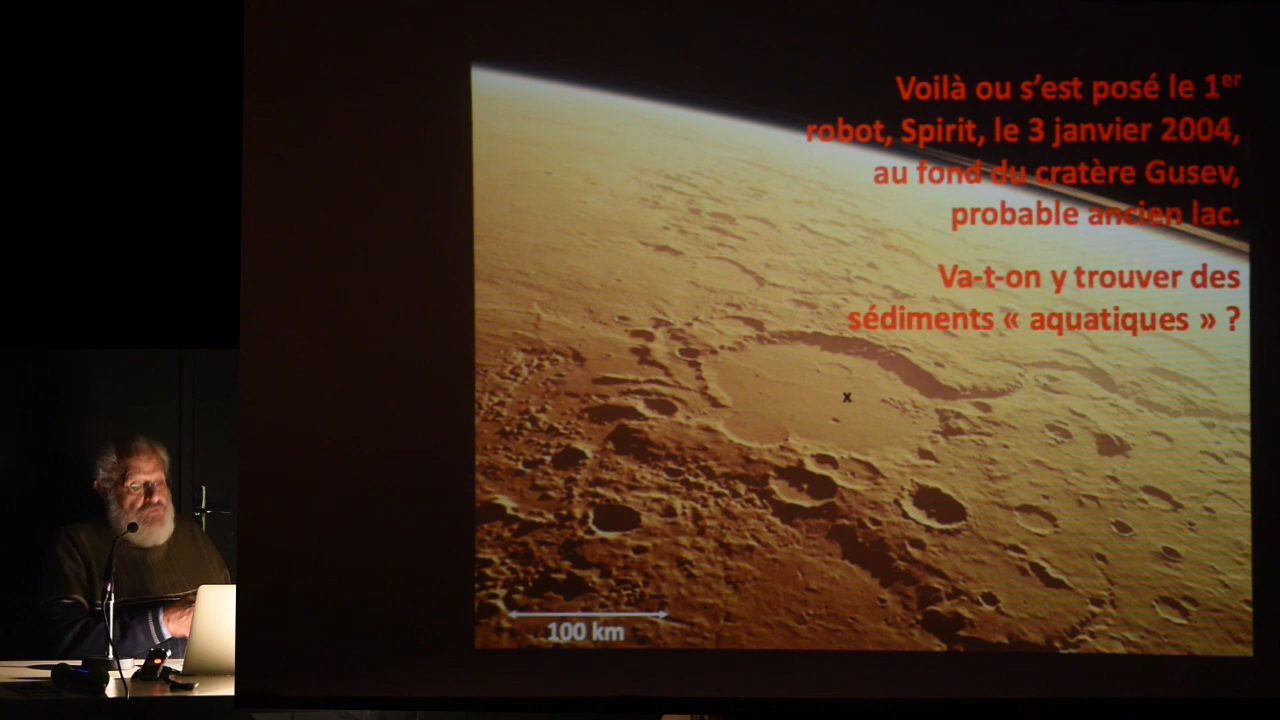 Voilà ou s'est posé le 1er
robot, Spirit, le 3 janvier 2004,
au fond du cratère Gusev,
probable ancien lac.
Va-t-on y trouver des
sédiments « aquatiques » ?
x
100 km